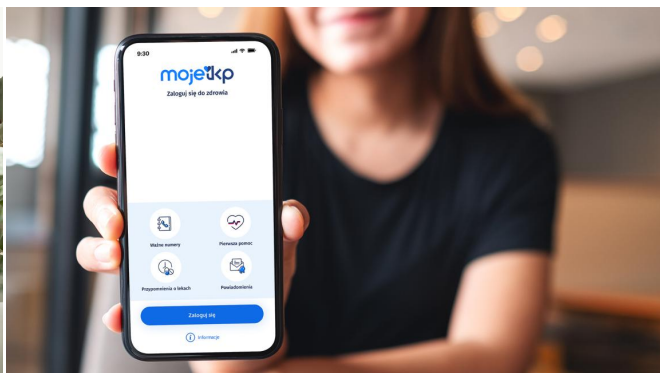 9:30
mojeikp
Zaloguj się do zdrowia
Ważne numery
Pierwsza pomoc
Przypomnienia o lekach
Powiadomienia
Zaloguj się
Informacje